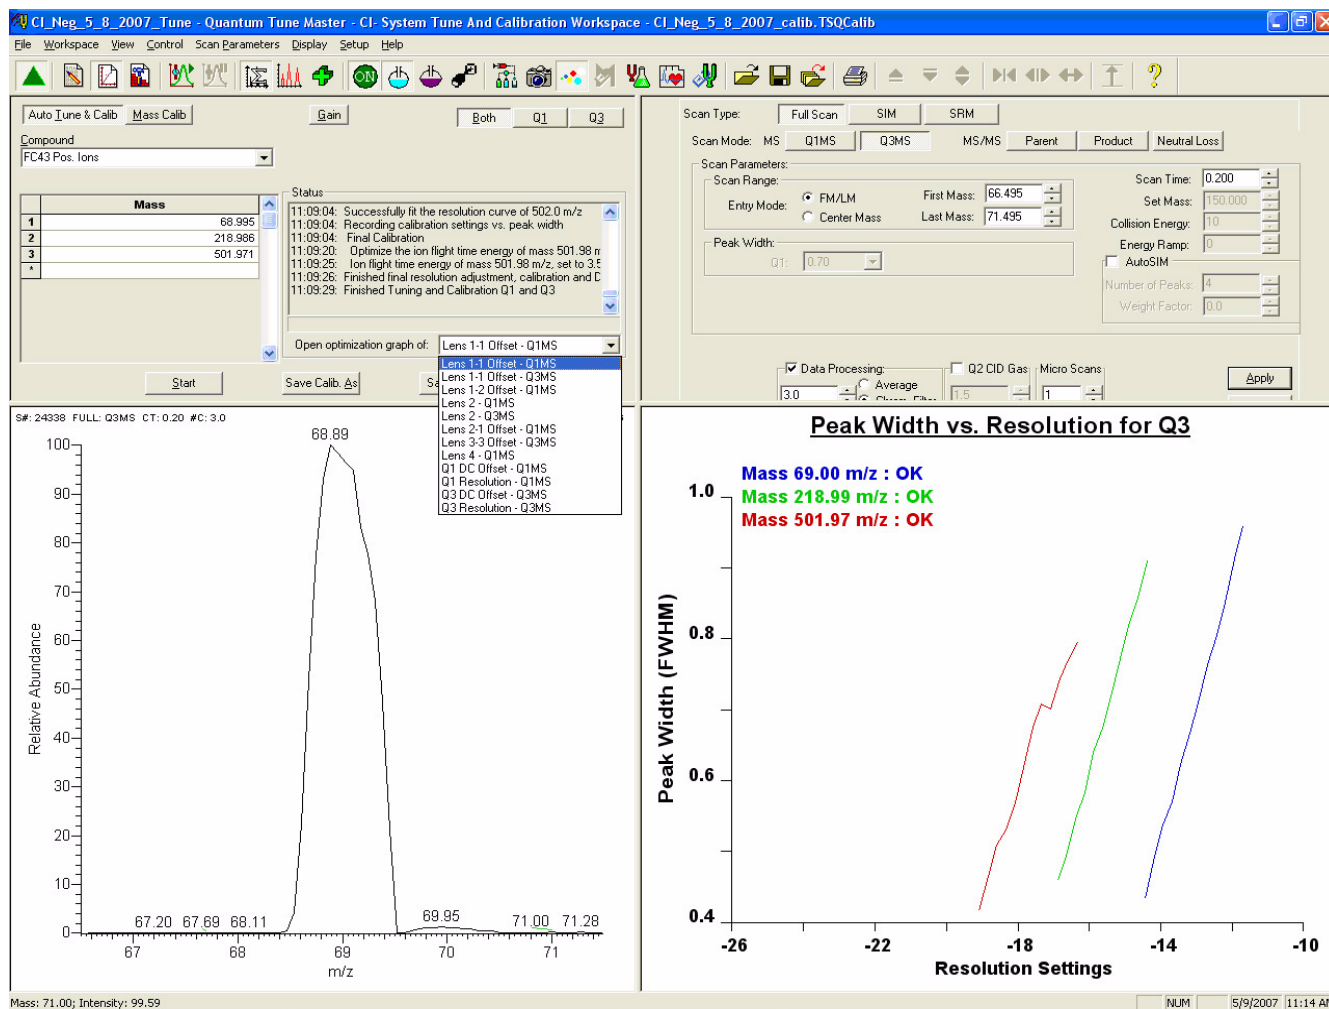 CI_Neg_5_8_2007_Tune - Quantum Tune Master - CI- System Tune And Calibration Workspace - CI_Neg_5_8_2007_calib.TSQCalib
File Workspace View Control Scan Parameters Display Setup Help
ON
Auto Tune & Calib Mass Calib Gain Both Q1 Q3
Compound
FC43 Pos. Ions
Mass
1 68.995
2 218.986
3 501.971
*
Status
11:09:04: Successfully fit the resolution curve of 502.0 m/z
11:09:04: Recording calibration settings vs. peak width
11:09:04: Final Calibration
11:09:20: Optimize the ion flight time energy of mass 501.98 m
11:09:25: Ion flight time energy of mass 501.98 m/z, set to 3.5
11:09:26: Finished final resolution adjustment, calibration and D
11:09:29: Finished Tuning and Calibration Q1 and Q3
Open optimization graph of: Lens 1-1 Offset - Q1MS
Lens 1-1 Offset - Q1MS
Lens 1-1 Offset - Q3MS
Lens 1-2 Offset - Q1MS
Lens 2 - Q1MS
Lens 2 - Q3MS
Lens 2-1 Offset - Q1MS
Lens 3-3 Offset - Q3MS
Lens 4 - Q1MS
Q1 DC Offset - Q1MS
Q1 Resolution - Q1MS
Q3 DC Offset - Q3MS
Q3 Resolution - Q3MS
Start Save Calib. As Sa
Scan Type: Full Scan SIM SRM
Scan Mode: MS Q1MS Q3MS MS/MS Parent Product Neutral Loss
Scan Parameters:
Scan Range:
Entry Mode: FM/LM Center Mass
First Mass: 66.495
Last Mass: 71.495
Peak Width:
Q1: 0.70
Scan Time: 0.200
Set Mass: 150.000
Collision Energy: 10
Energy Ramp: 0
AutoSIM
Number of Peaks: 4
Weight Factor: 0.0
Data Processing: Q2 CID Gas Micro Scans
3.0 Average 1.5 1
Chrom. Filter
Apply
S#: 24338 FULL: Q3MS CT: 0.20 #C: 3.0
68.89
100
90
80
70
60
50
40
30
20
10
0
Relative Abundance
67.20 67.69 68.11 69.95 71.00 71.28
67 68 69 70 71
m/z
Peak Width vs. Resolution for Q3
Mass 69.00 m/z : OK
Mass 218.99 m/z : OK
Mass 501.97 m/z : OK
1.0
0.8
0.6
0.4
Peak Width (FWHM)
-26 -22 -18 -14 -10
Resolution Settings
Mass: 71.00; Intensity: 99.59
NUM 5/9/2007 11:14 AM